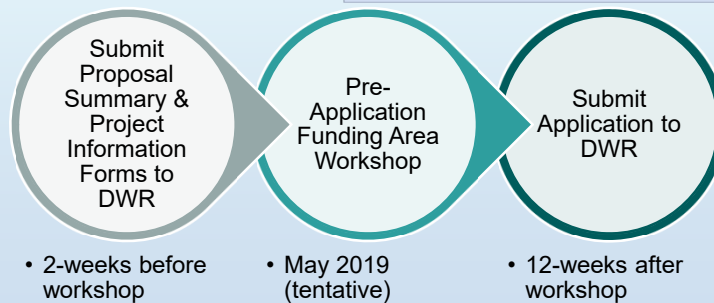 Submit
Proposal
Summary &
Project
Information
Forms to
DWR
Pre-
Application
Funding Area
Workshop
Submit
Application to
DWR
• 2-weeks before
workshop
• May 2019
(tentative)
• 12-weeks after
workshop